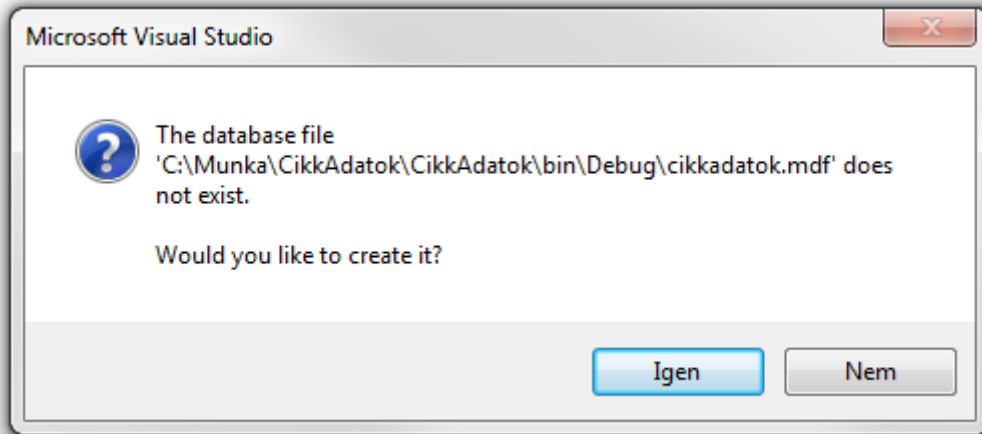 Microsoft Visual Studio
The database file
'C:\Munka\CikkAdatok\CikkAdatok\bin\Debug\cikkadatok.mdf' does
not exist.
Would you like to create it?
Igen
Nem